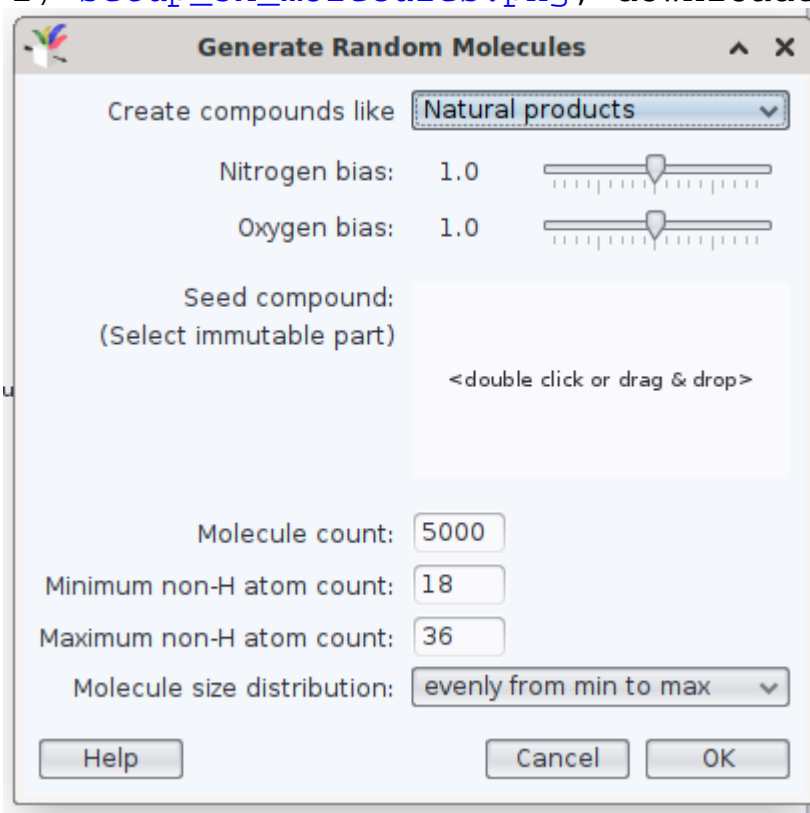 Generate Random Molecules
Create compounds like Natural products
Nitrogen bias: 1.0
Oxygen bias: 1.0
Seed compound:
(Select immutable part)
<double click or drag & drop>
Molecule count: 5000
Minimum non-H atom count: 18
Maximum non-H atom count: 36
Molecule size distribution: evenly from min to max
Help Cancel OK